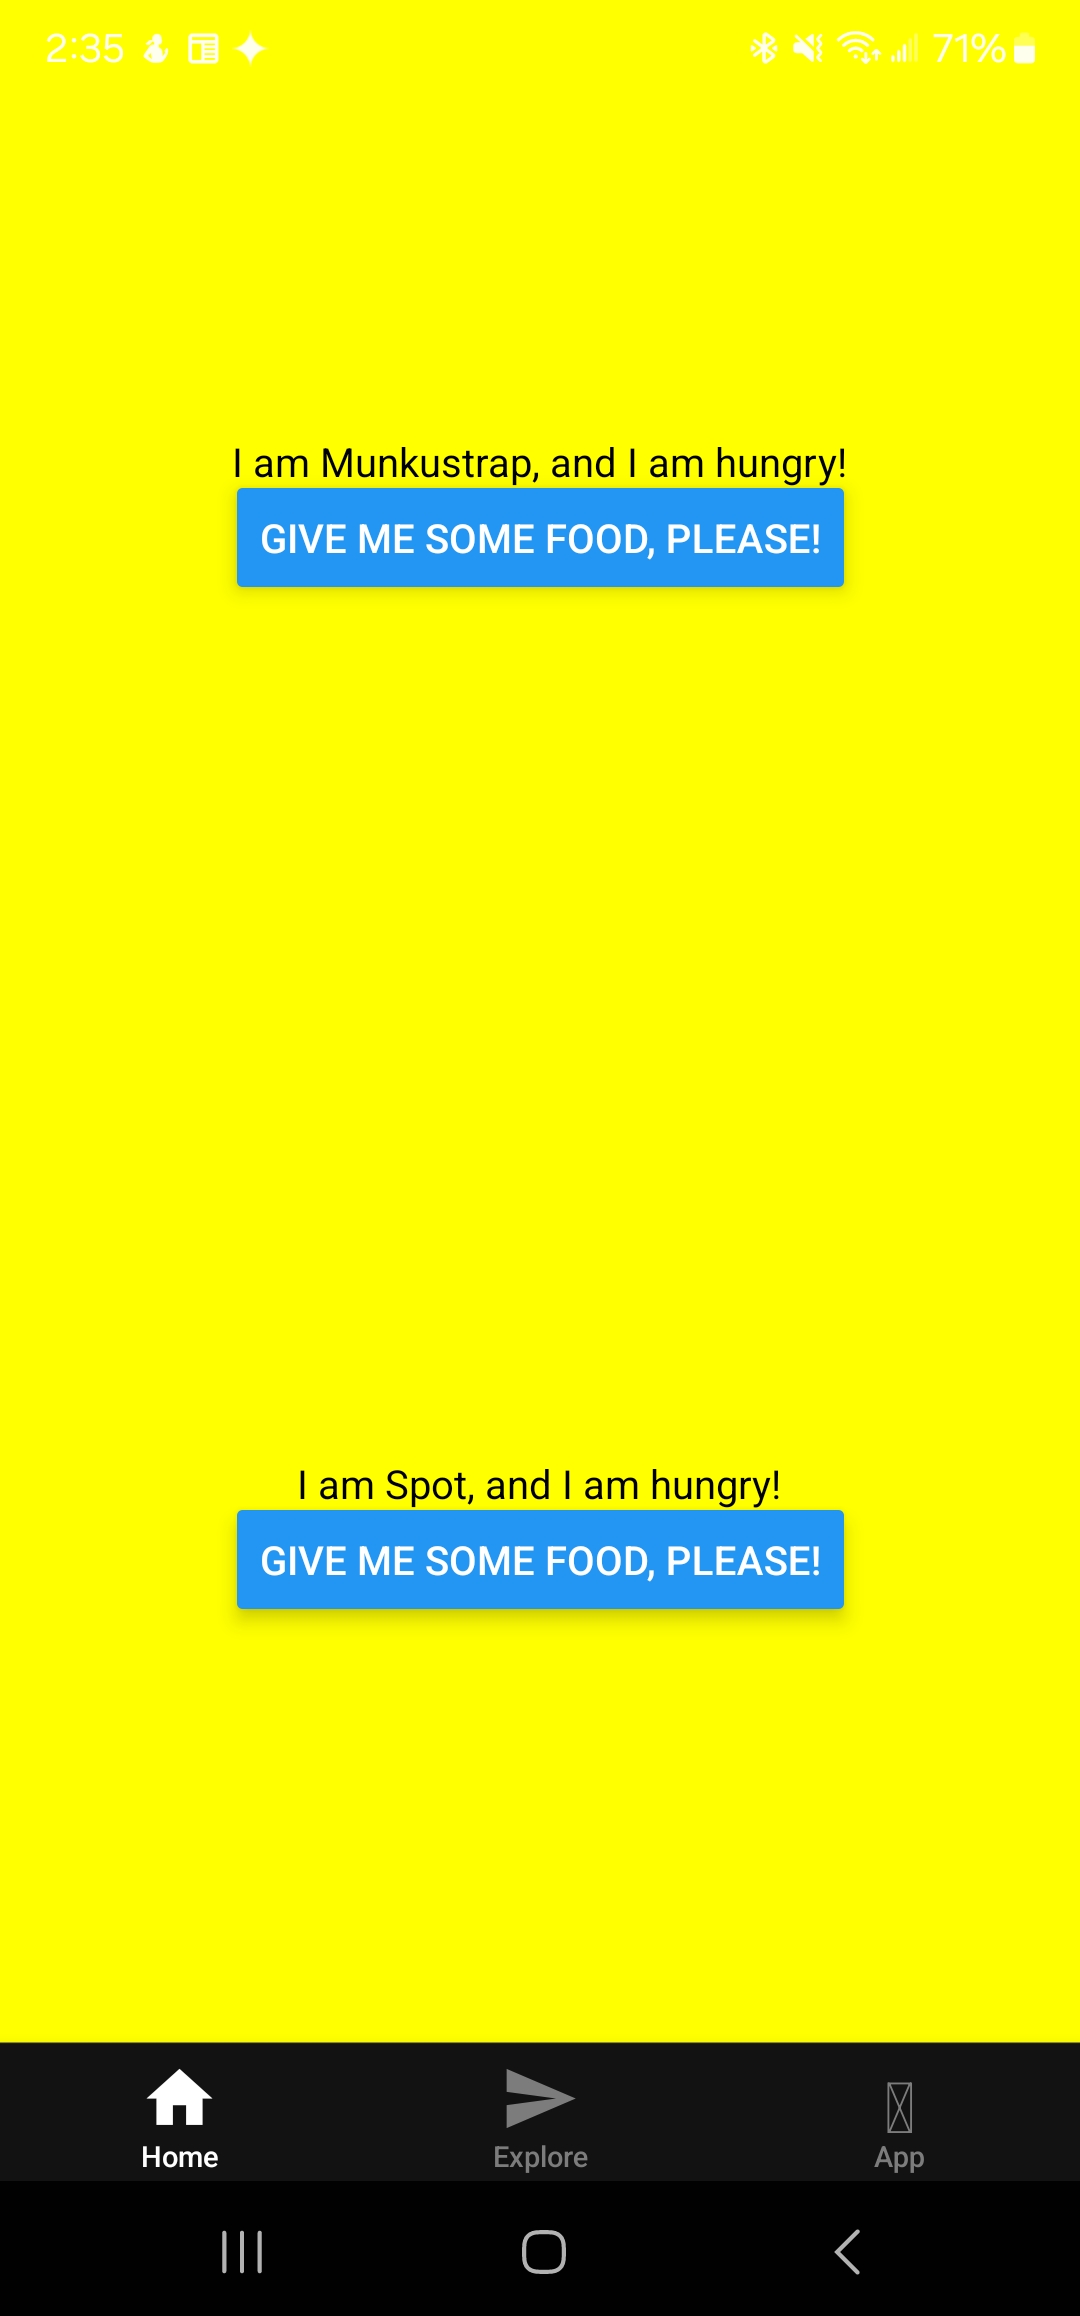 2:35 71%
I am Munkustrap, and I am hungry!
GIVE ME SOME FOOD, PLEASE!
I am Spot, and I am hungry!
GIVE ME SOME FOOD, PLEASE!
Home Explore App